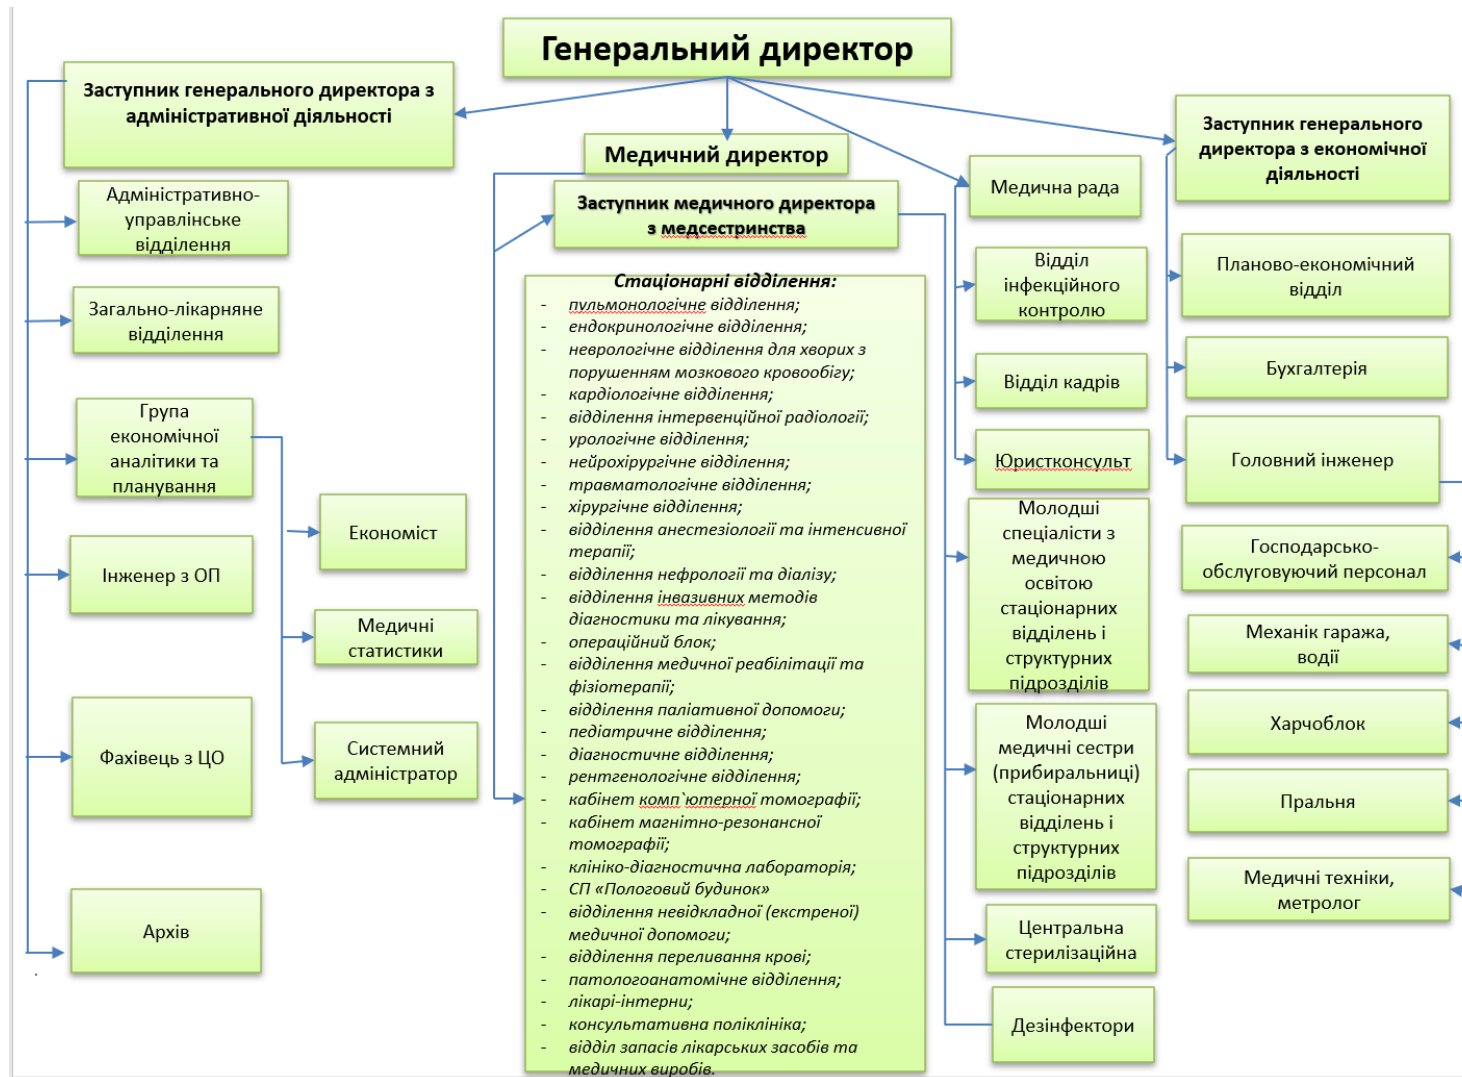 Генеральний директор
Заступник генерального директора з
адміністративної діяльності
Адміністративно-
управлінське
відділення
Загально-лікарняне
відділення
Група
економічної
аналітики та
планування
Економіст
Інженер з ОП
Медичні
статистики
Фахівець з ЦО
Системний
адміністратор
Архів
Медичний директор
Заступник медичного директора
з медсестринства
Стаціонарні відділення:
- пульмонологічне відділення;
- ендокринологічне відділення;
- неврологічне відділення для хворих з
порушенням мозкового кровообігу;
- кардіологічне відділення;
- відділення інтервенційної радіології;
- урологічне відділення;
- нейрохірургічне відділення;
- травматологічне відділення;
- хірургічне відділення;
- відділення анестезіології та інтенсивної
терапії;
- відділення нефрології та діалізу;
- відділення інвазивних методів
діагностики та лікування;
- операційний блок;
- відділення медичної реабілітації та
фізіотерапії;
- відділення паліативної допомоги;
- педіатричне відділення;
- діагностичне відділення;
- рентгенологічне відділення;
- кабінет комп`ютерної томографії;
- кабінет магнітно-резонансної
томографії;
- клініко-діагностична лабораторія;
- СП «Пологовий будинок»
- відділення невідкладної (екстреної)
медичної допомоги;
- відділення переливання крові;
- патологоанатомічне відділення;
- лікарі-інтерни;
- консультативна поліклініка;
- відділ запасів лікарських засобів та
медичних виробів.
Медична рада
Відділ
інфекційного
контролю
Відділ кадрів
Юристконсульт
Молодші
спеціалісти з
медичною
освітою
стаціонарних
відділень і
структурних
підрозділів
Молодші
медичні сестри
(прибиральниці)
стаціонарних
відділень і
структурних
підрозділів
Центральна
стерилізаційна
Дезінфектори
Заступник генерального
директора з економічної
діяльності
Планово-економічний
відділ
Бухгалтерія
Головний інженер
Господарсько-
обслуговуючий персонал
Механік гаража,
водії
Харчоблок
Пральня
Медичні техніки,
метролог